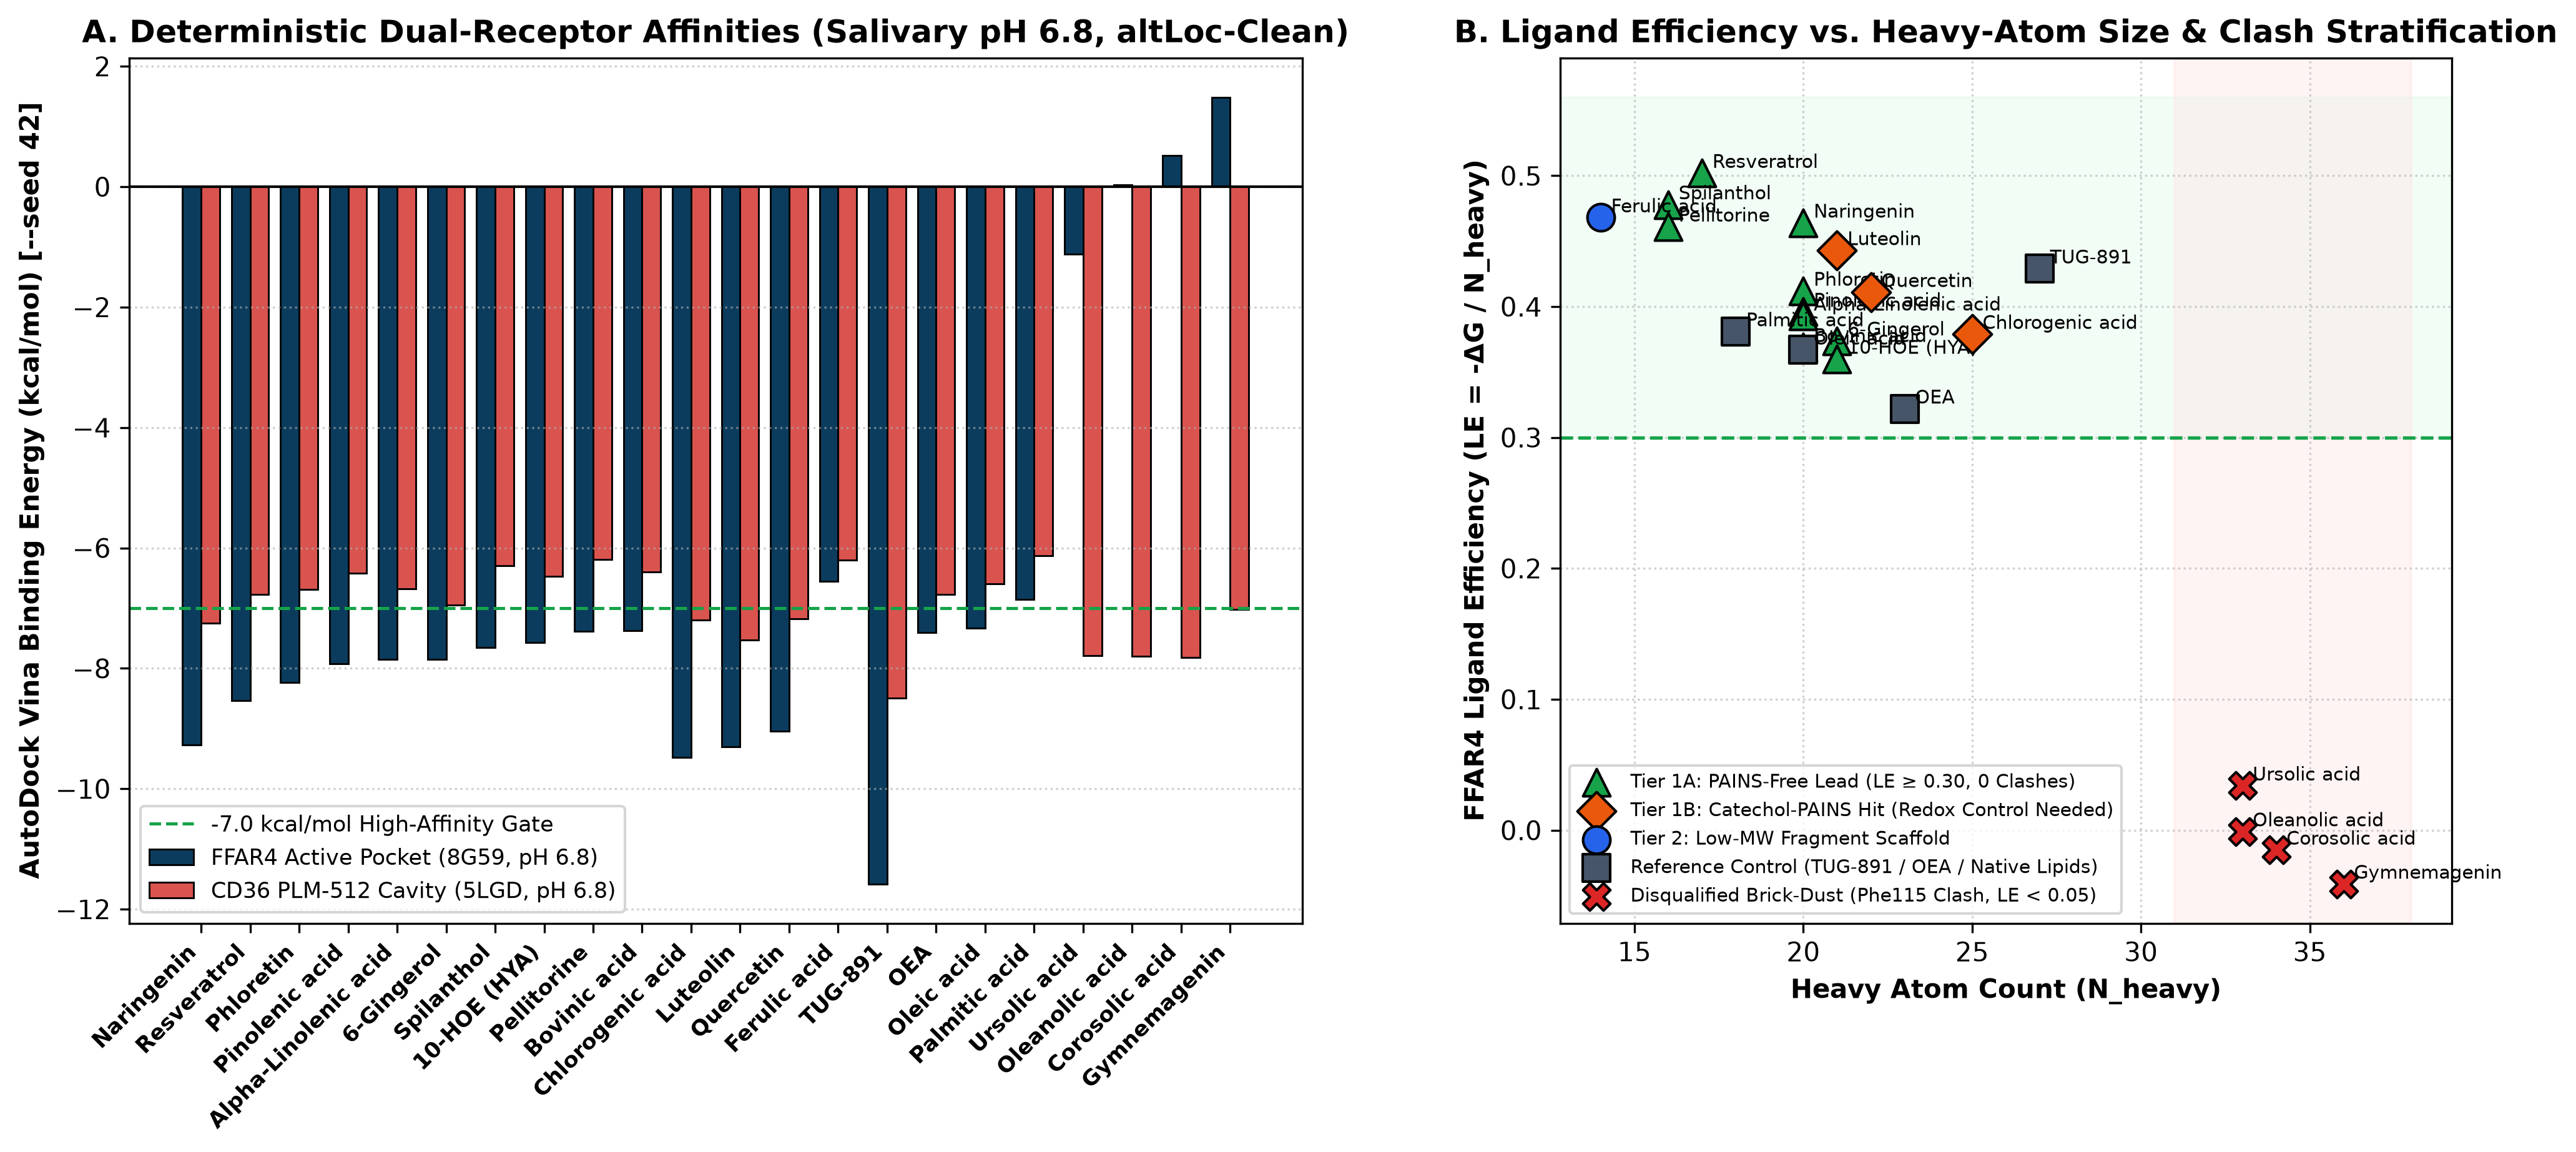 A. Deterministic Dual-Receptor Affinities (Salivary pH 6.8, altLoc-Clean)
AutoDock Vina Binding Energy (kcal/mol) [--seed 42]
2
0
−2
−4
−6
−8
−10
−12
-7.0 kcal/mol High-Affinity Gate
FFAR4 Active Pocket (8G59, pH 6.8)
CD36 PLM-512 Cavity (5LGD, pH 6.8)
Naringenin
Resveratrol
Phloretin
Pinolenic acid
Alpha-Linolenic acid
6-Gingerol
Spilanthol
10-HOE (HYA)
Pellitorine
Bovinic acid
Chlorogenic acid
Luteolin
Quercetin
Ferulic acid
TUG-891
OEA
Oleic acid
Palmitic acid
Ursolic acid
Oleanolic acid
Corosolic acid
Gymnemagenin
B. Ligand Efficiency vs. Heavy-Atom Size & Clash Stratification
FFAR4 Ligand Efficiency (LE = -ΔG / N_heavy)
0.5
0.4
0.3
0.2
0.1
0.0
Resveratrol
Spilanthol
Ferulic acid
Pellitorine
Naringenin
Luteolin
TUG-891
Phloretin
Quercetin
Pinolenic acid
Alpha-Linolenic acid
Palmitic acid
Chlorogenic acid
6-Gingerol
10-HOE (HYA)
OEA
Ursolic acid
Oleanolic acid
Corosolic acid
Gymnemagenin
Tier 1A: PAINS-Free Lead (LE ≥ 0.30, 0 Clashes)
Tier 1B: Catechol-PAINS Hit (Redox Control Needed)
Tier 2: Low-MW Fragment Scaffold
Reference Control (TUG-891 / OEA / Native Lipids)
Disqualified Brick-Dust (Phe115 Clash, LE < 0.05)
15
20
25
30
35
Heavy Atom Count (N_heavy)